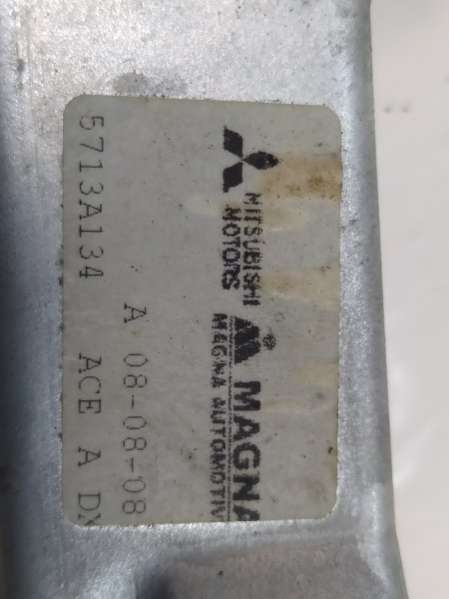 MITSUBISHI MOTORS
MAGNA
MAGNA AUTOMOTIV
A 08-08-08
5713A134 ACE A